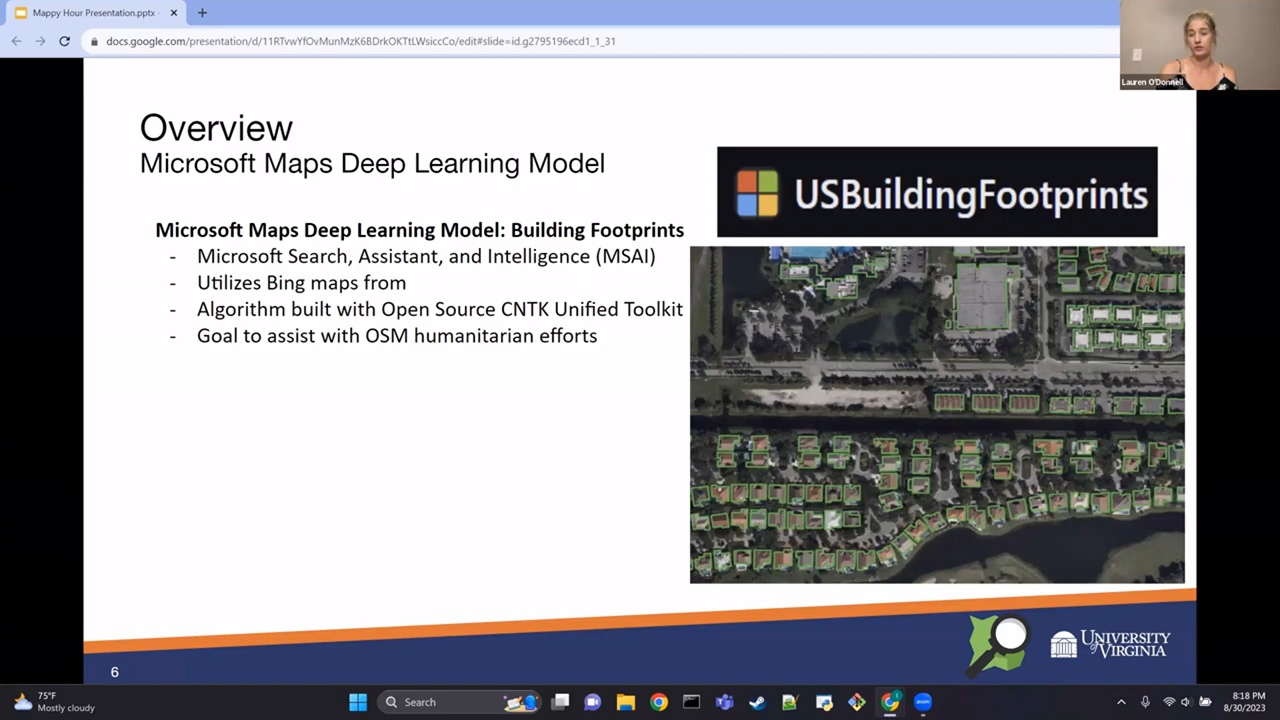 Mappy Hour Presentation.pptx
docs.google.com/presentation/d/11RTvwYfOvMunMzK6BDrkOKTtLWsiccCo/edit#slide=id.g2795196ecd1_1_31
Lauren O'Donnell
Overview
Microsoft Maps Deep Learning Model
USBuildingFootprints
Microsoft Maps Deep Learning Model: Building Footprints
- Microsoft Search, Assistant, and Intelligence (MSAI)
- Utilizes Bing maps from
- Algorithm built with Open Source CNTK Unified Toolkit
- Goal to assist with OSM humanitarian efforts
6
UNIVERSITY
of VIRGINIA
75°F
Mostly cloudy
Search
8:18 PM
8/30/2023